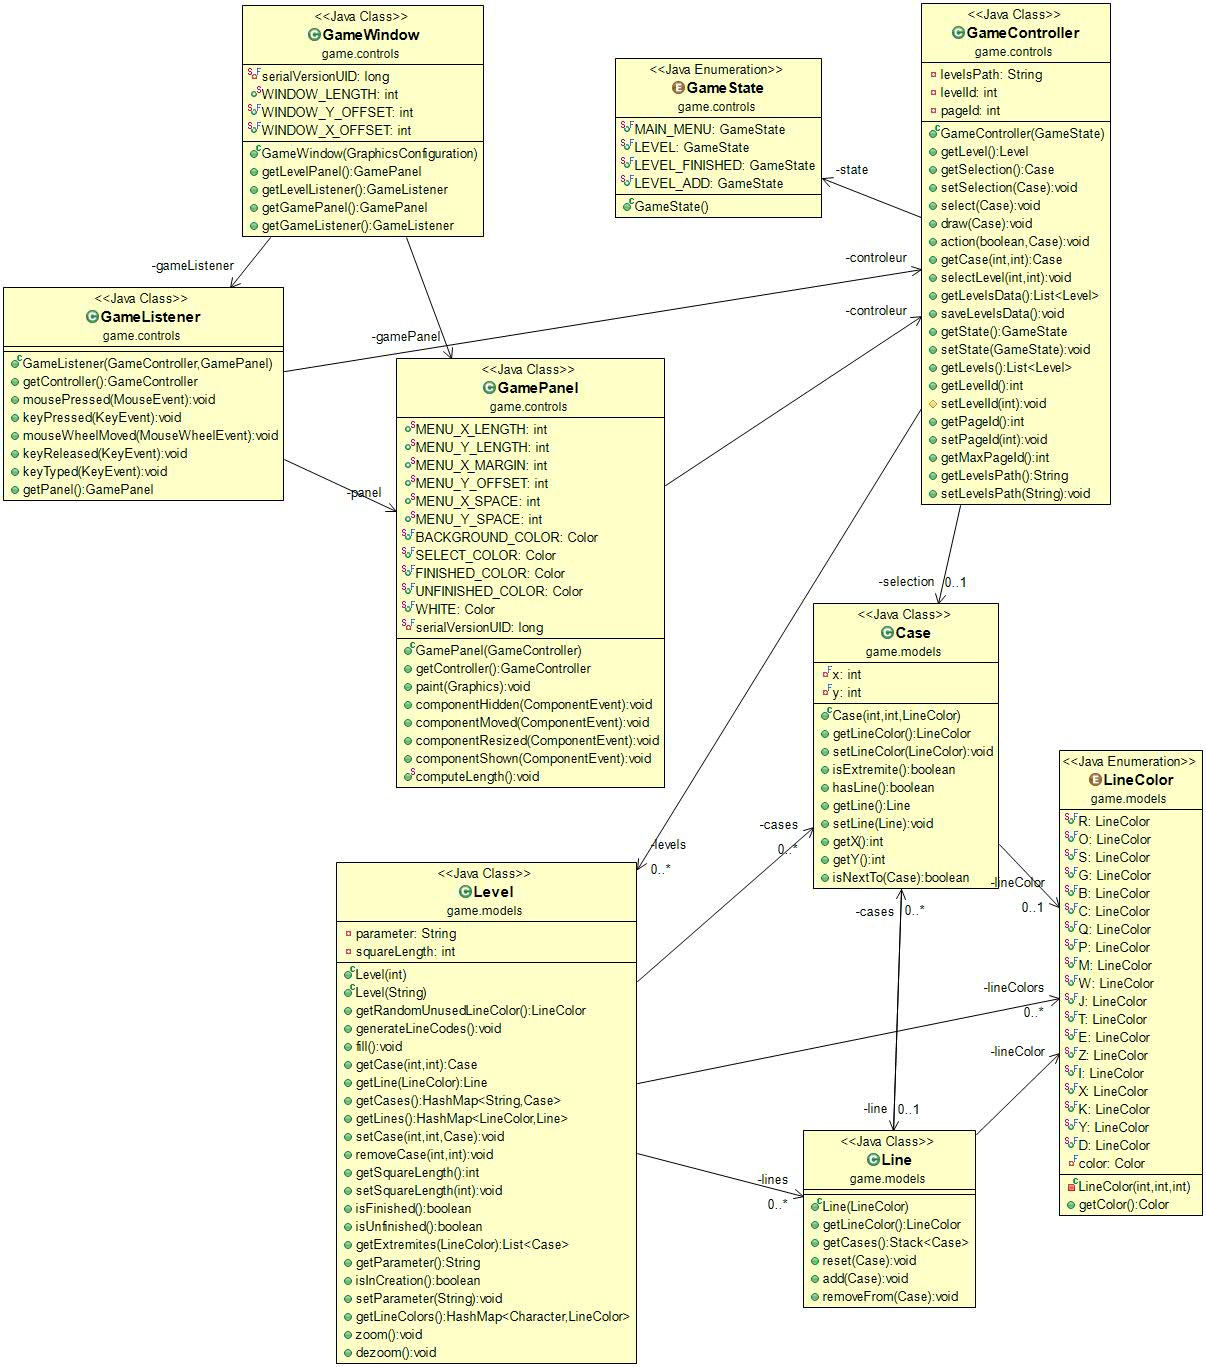 <<Java Class>>
GameWindow
game.controls
serialVersionUID: long
WINDOW_LENGTH: int
WINDOW_Y_OFFSET: int
WINDOW_X_OFFSET: int
GameWindow(GraphicsConfiguration)
getLevelPanel():GamePanel
getLevelListener():GameListener
getGamePanel():GamePanel
getGameListener():GameListener
<<Java Enumeration>>
GameState
game.controls
MAIN_MENU: GameState
LEVEL: GameState
LEVEL_FINISHED: GameState
LEVEL_ADD: GameState
GameState()
<<Java Class>>
GameController
game.controls
levelsPath: String
levelId: int
pageId: int
GameController(GameState)
getLevel():Level
getSelection():Case
setSelection(Case):void
select(Case):void
draw(Case):void
action(boolean,Case):void
getCase(int,int):Case
selectLevel(int,int):void
getLevelsData():List<Level>
saveLevelsData():void
getState():GameState
setState(GameState):void
getLevels():List<Level>
getLevelId():int
setLevelId(int):void
getPageId():int
setPageId(int):void
getMaxPageId():int
getLevelsPath():String
setLevelsPath(String):void
-state
-gameListener
-gamePanel
-controleur
-controleur
<<Java Class>>
GameListener
game.controls
GameListener(GameController,GamePanel)
getController():GameController
mousePressed(MouseEvent):void
keyPressed(KeyEvent):void
mouseWheelMoved(MouseWheelEvent):void
keyReleased(KeyEvent):void
keyTyped(KeyEvent):void
getPanel():GamePanel
-panel
<<Java Class>>
GamePanel
game.controls
MENU_X_LENGTH: int
MENU_Y_LENGTH: int
MENU_X_MARGIN: int
MENU_Y_OFFSET: int
MENU_X_SPACE: int
MENU_Y_SPACE: int
BACKGROUND_COLOR: Color
SELECT_COLOR: Color
FINISHED_COLOR: Color
UNFINISHED_COLOR: Color
WHITE: Color
serialVersionUID: long
GamePanel(GameController)
getController():GameController
paint(Graphics):void
componentHidden(ComponentEvent):void
componentMoved(ComponentEvent):void
componentResized(ComponentEvent):void
componentShown(ComponentEvent):void
computeLength():void
-selection 0..1
<<Java Class>>
Case
game.models
x: int
y: int
Case(int,int,LineColor)
getLineColor():LineColor
setLineColor(LineColor):void
isExtremite():boolean
hasLine():boolean
getLine():Line
setLine(Line):void
getX():int
getY():int
isNextTo(Case):boolean
-levels
0..*
-cases
0..*
-lineColor
0..1
-cases 0..*
<<Java Enumeration>>
LineColor
game.models
R: LineColor
O: LineColor
S: LineColor
G: LineColor
B: LineColor
C: LineColor
Q: LineColor
P: LineColor
M: LineColor
W: LineColor
J: LineColor
T: LineColor
E: LineColor
Z: LineColor
I: LineColor
X: LineColor
K: LineColor
Y: LineColor
D: LineColor
color: Color
LineColor(int,int,int)
getColor():Color
<<Java Class>>
Level
game.models
parameter: String
squareLength: int
Level(int)
Level(String)
getRandomUnusedLineColor():LineColor
generateLineCodes():void
fill():void
getCase(int,int):Case
getLine(LineColor):Line
getCases():HashMap<String,Case>
getLines():HashMap<LineColor,Line>
setCase(int,int,Case):void
removeCase(int,int):void
getSquareLength():int
setSquareLength(int):void
isFinished():boolean
isUnfinished():boolean
getExtremites(LineColor):List<Case>
getParameter():String
isInCreation():boolean
setParameter(String):void
getLineColors():HashMap<Character,LineColor>
zoom():void
dezoom():void
-lineColors
0..*
-lineColor
-line 0..1
-lines
0..*
<<Java Class>>
Line
game.models
Line(LineColor)
getLineColor():LineColor
getCases():Stack<Case>
reset(Case):void
add(Case):void
removeFrom(Case):void